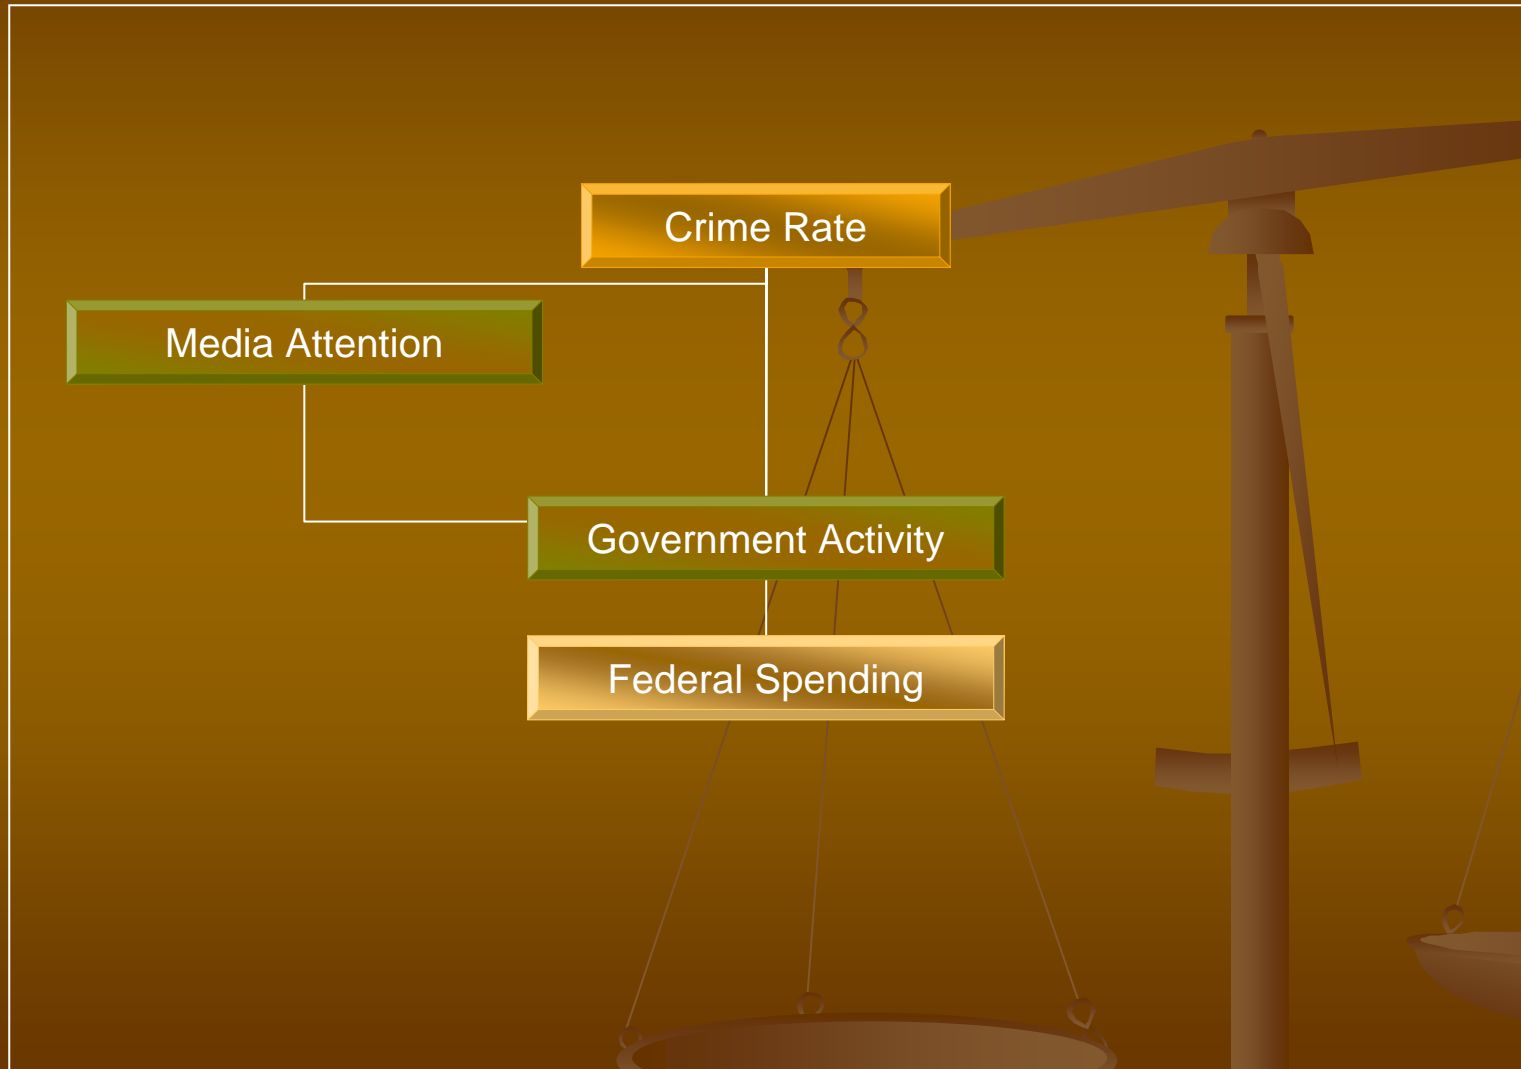 Crime Rate
Media Attention
Government Activity
Federal Spending